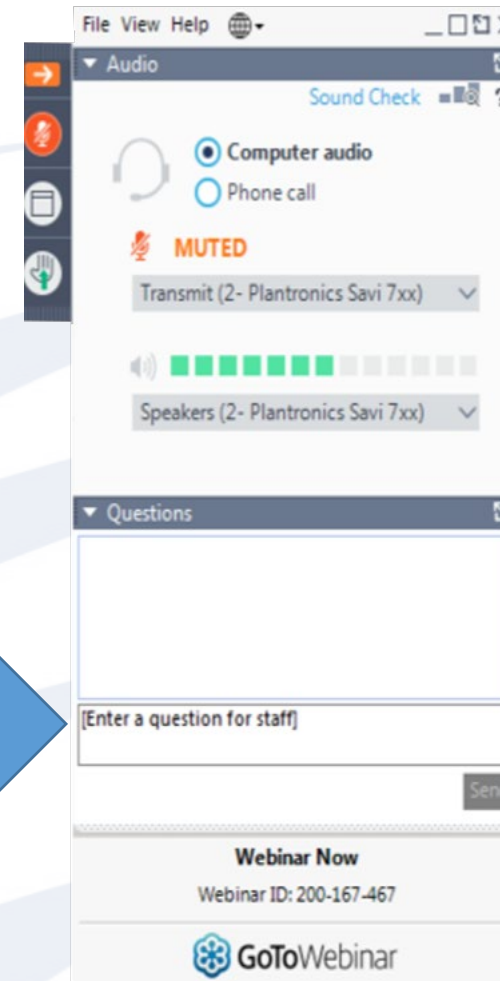 File View Help
Audio
Sound Check
Computer audio
Phone call
MUTED
Transmit (2- Plantronics Savi 7xx)
Speakers (2- Plantronics Savi 7xx)
Questions
[Enter a question for staff]
Webinar Now
Webinar ID: 200-167-467
GoToWebinar